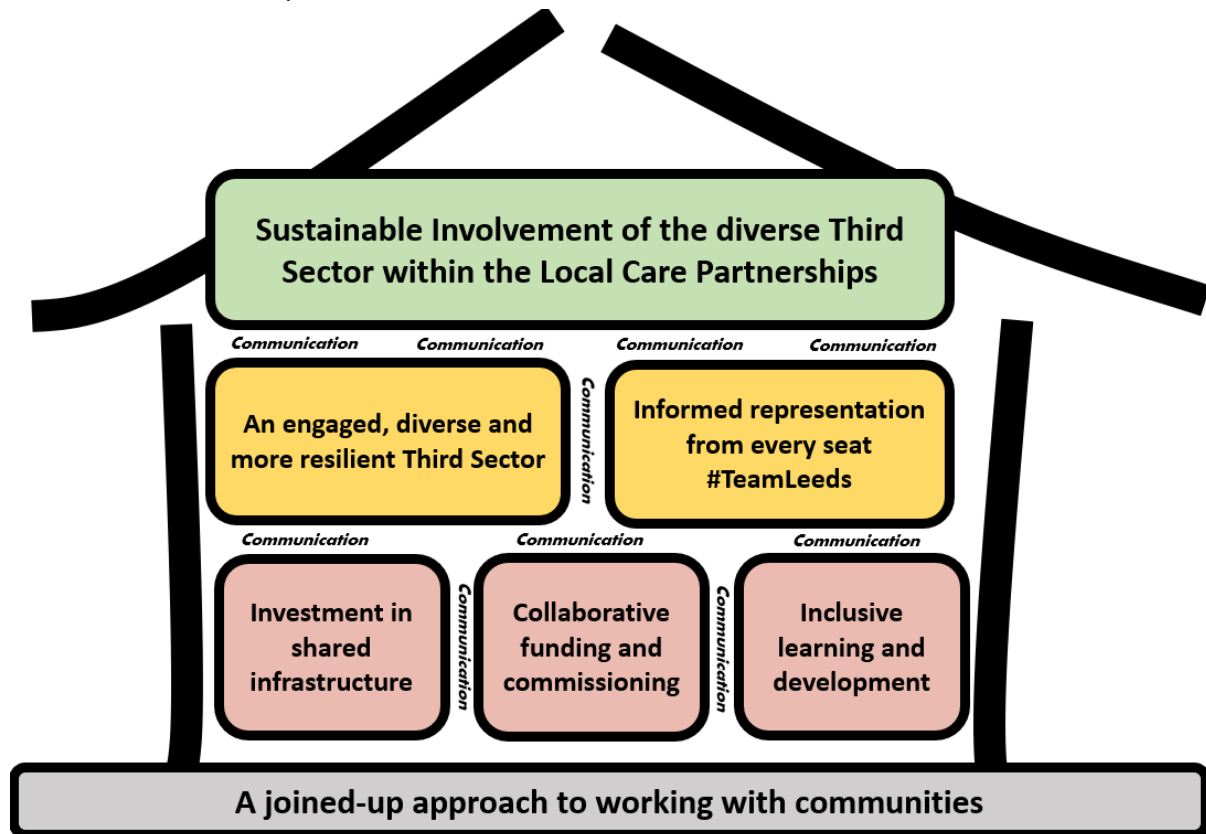 Sustainable Involvement of the diverse Third
Sector within the Local Care Partnerships
Communication Communication Communication Communication
An engaged, diverse and
more resilient Third Sector
Communication
Informed representation
from every seat
#TeamLeeds
Communication Communication Communication
Investment in
shared
infrastructure
Communication
Collaborative
funding and
commissioning
Communication
Inclusive
learning and
development
A joined-up approach to working with communities